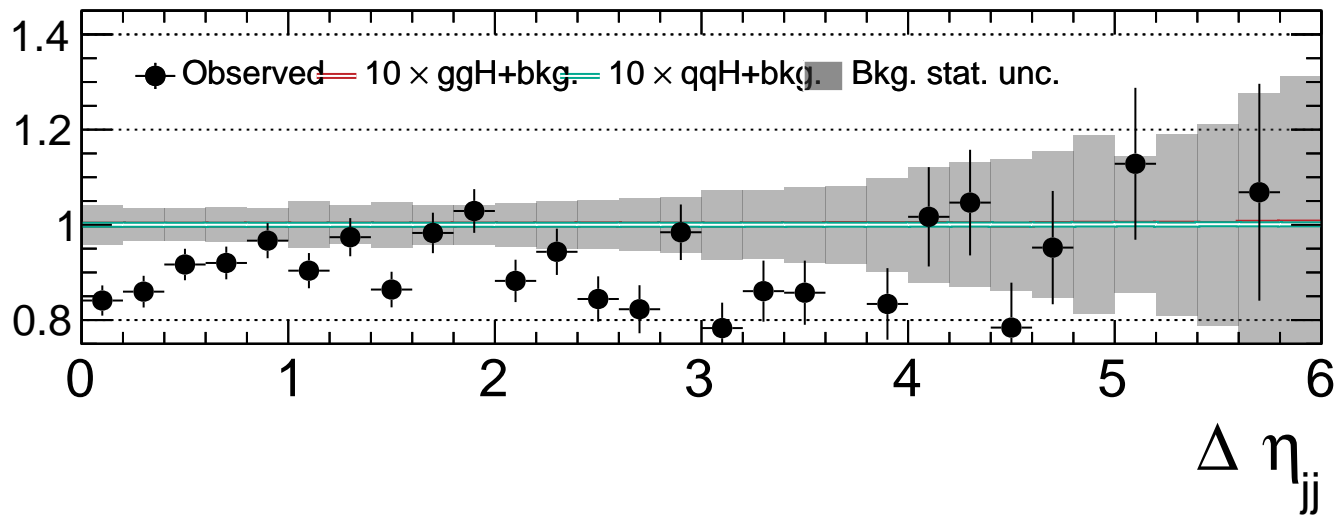 1.4
Observed 10 × ggH+bkg. 10 × qqH+bkg. Bkg. stat. unc.
1.2
1
0.8
0 1 2 3 4 5 6
Δ η jj